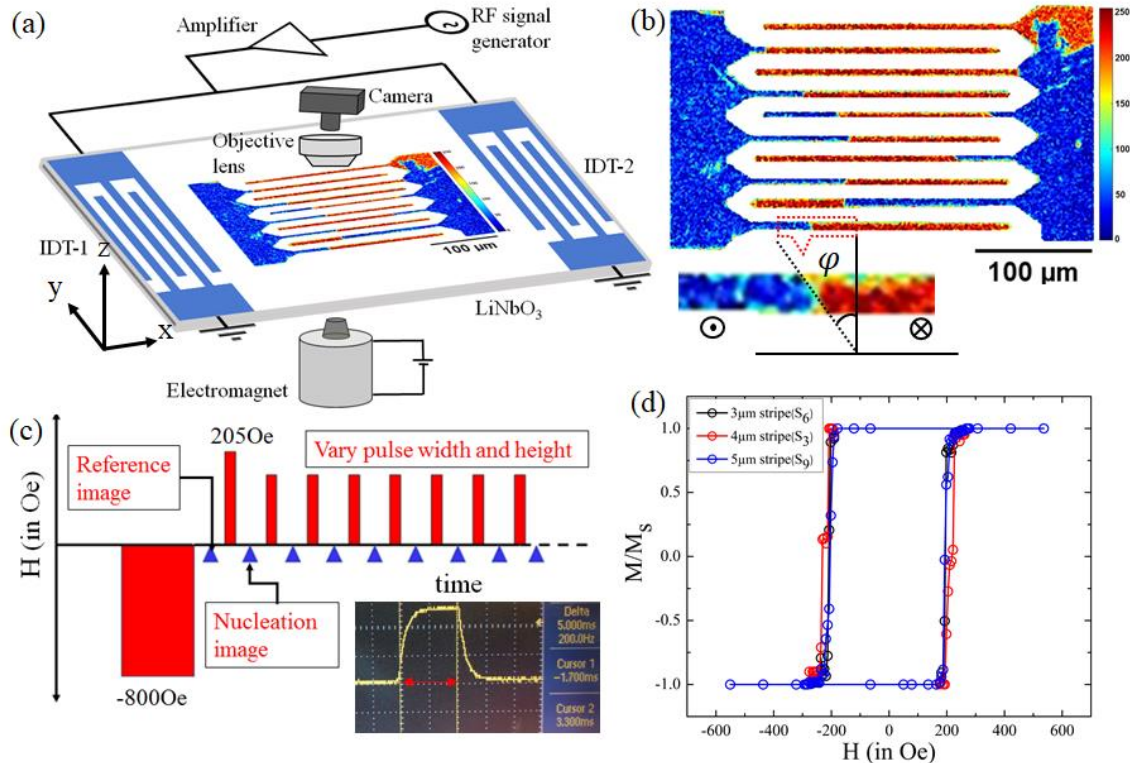 (a)
Amplifier
RF signal
generator
Camera
Objective
lens
IDT-2
IDT-1
100 µm
LiNbO3
z
y
x
Electromagnet
(b)
250
200
150
100
50
0
100 µm
φ
(c)
H (in Oe)
205Oe
Vary pulse width and height
Reference
image
time
Nucleation
image
-800Oe
Delta
5.000ms
200.0Hz
Cursor 1
-1.700ms
Cursor 2
3.300ms
(d)
3µm stripe(S6)
4µm stripe(S3)
5µm stripe(S9)
M/Ms
1.0
0.5
0.0
-0.5
-1.0
-600 -400 -200 0 200 400 600
H (in Oe)